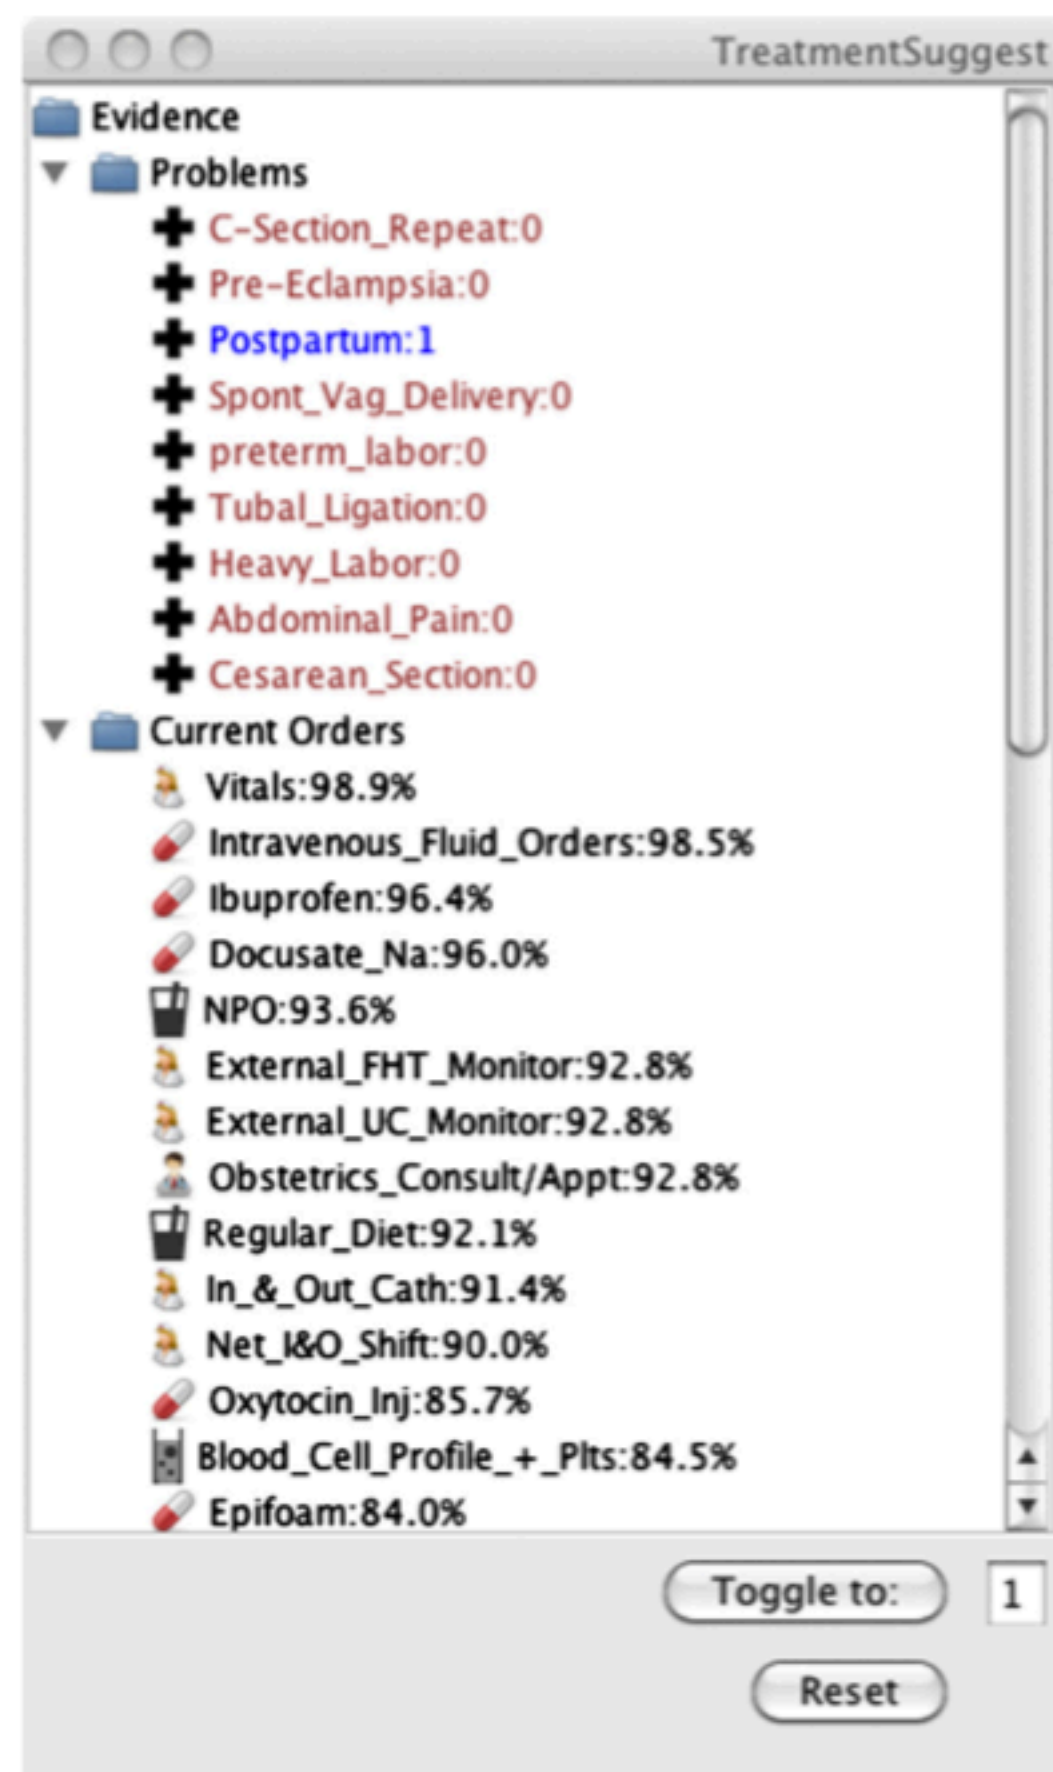 TreatmentSuggest
Evidence
Problems
C-Section_Repeat:0
Pre-Eclampsia:0
Postpartum:1
Spont_Vag_Delivery:0
preterm_labor:0
Tubal_Ligation:0
Heavy_Labor:0
Abdominal_Pain:0
Cesarean_Section:0
Current Orders
Vitals:98.9%
Intravenous_Fluid_Orders:98.5%
Ibuprofen:96.4%
Docusate_Na:96.0%
NPO:93.6%
External_FHT_Monitor:92.8%
External_UC_Monitor:92.8%
Obstetrics_Consult/Appt:92.8%
Regular_Diet:92.1%
In_&_Out_Cath:91.4%
Net_I&O_Shift:90.0%
Oxytocin_Inj:85.7%
Blood_Cell_Profile_+_Plts:84.5%
Epifoam:84.0%
Toggle to: 1
Reset